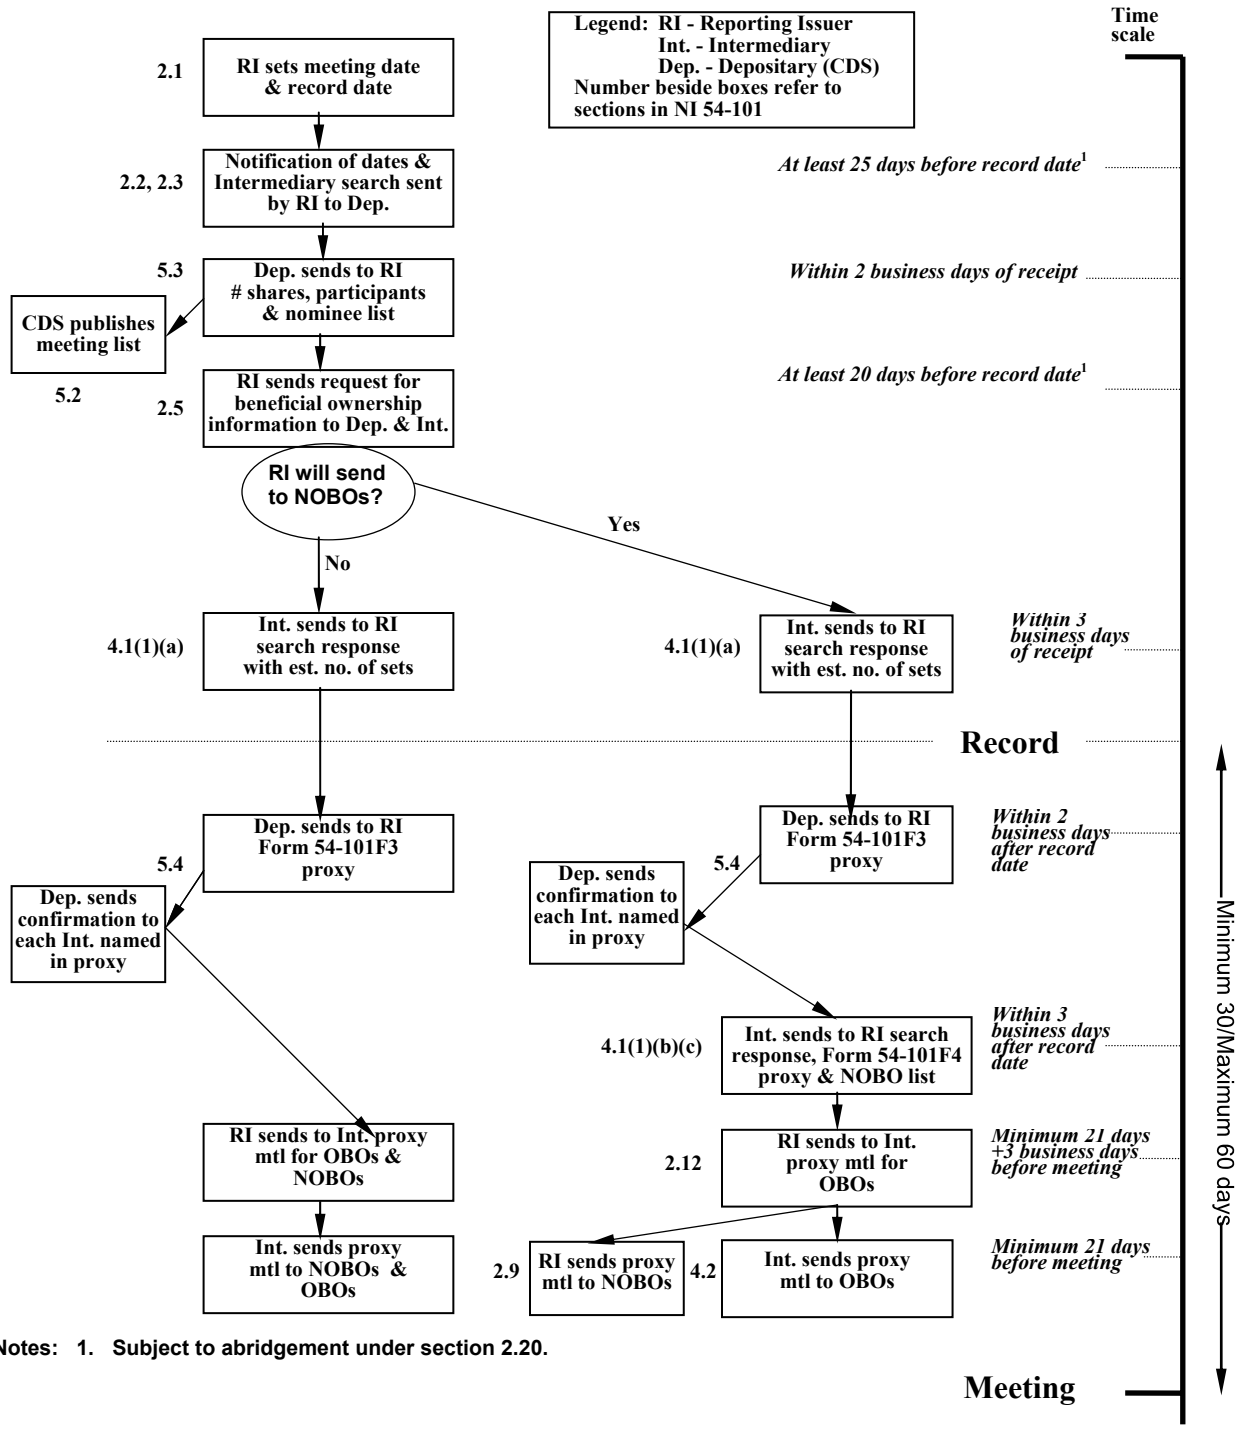 Legend: RI - Reporting Issuer
Int. - Intermediary
Dep. - Depositary (CDS)
Number beside boxes refer to
sections in NI 54-101
Time
scale
2.1
RI sets meeting date
& record date
2.2, 2.3
Notification of dates &
Intermediary search sent
by RI to Dep.
At least 25 days before record date1
5.3
Dep. sends to RI
# shares, participants
& nominee list
Within 2 business days of receipt
CDS publishes
meeting list
5.2
2.5
RI sends request for
beneficial ownership
information to Dep. & Int.
At least 20 days before record date1
RI will send
to NOBOs?
Yes
No
4.1(1)(a)
Int. sends to RI
search response
with est. no. of sets
4.1(1)(a)
Int. sends to RI
search response
with est. no. of sets
Within 3
business days
of receipt
Record
Dep. sends to RI
Form 54-101F3
proxy
5.4
Dep. sends
confirmation to
each Int. named
in proxy
Dep. sends to RI
Form 54-101F3
proxy
5.4
Dep. sends
confirmation to
each Int. named
in proxy
Within 2
business days
after record
date
4.1(1)(b)(c)
Int. sends to RI search
response, Form 54-101F4
proxy & NOBO list
Within 3
business days
after record
date
Minimum 30/Maximum 60 days
RI sends to Int. proxy
mtl for OBOs &
NOBOs
2.12
RI sends to Int.
proxy mtl for
OBOs
Minimum 21 days
+3 business days
before meeting
Int. sends proxy
mtl to NOBOs &
OBOs
2.9
RI sends proxy
mtl to NOBOs
4.2
Int. sends proxy
mtl to OBOs
Minimum 21 days
before meeting
Notes: 1. Subject to abridgement under section 2.20.
Meeting